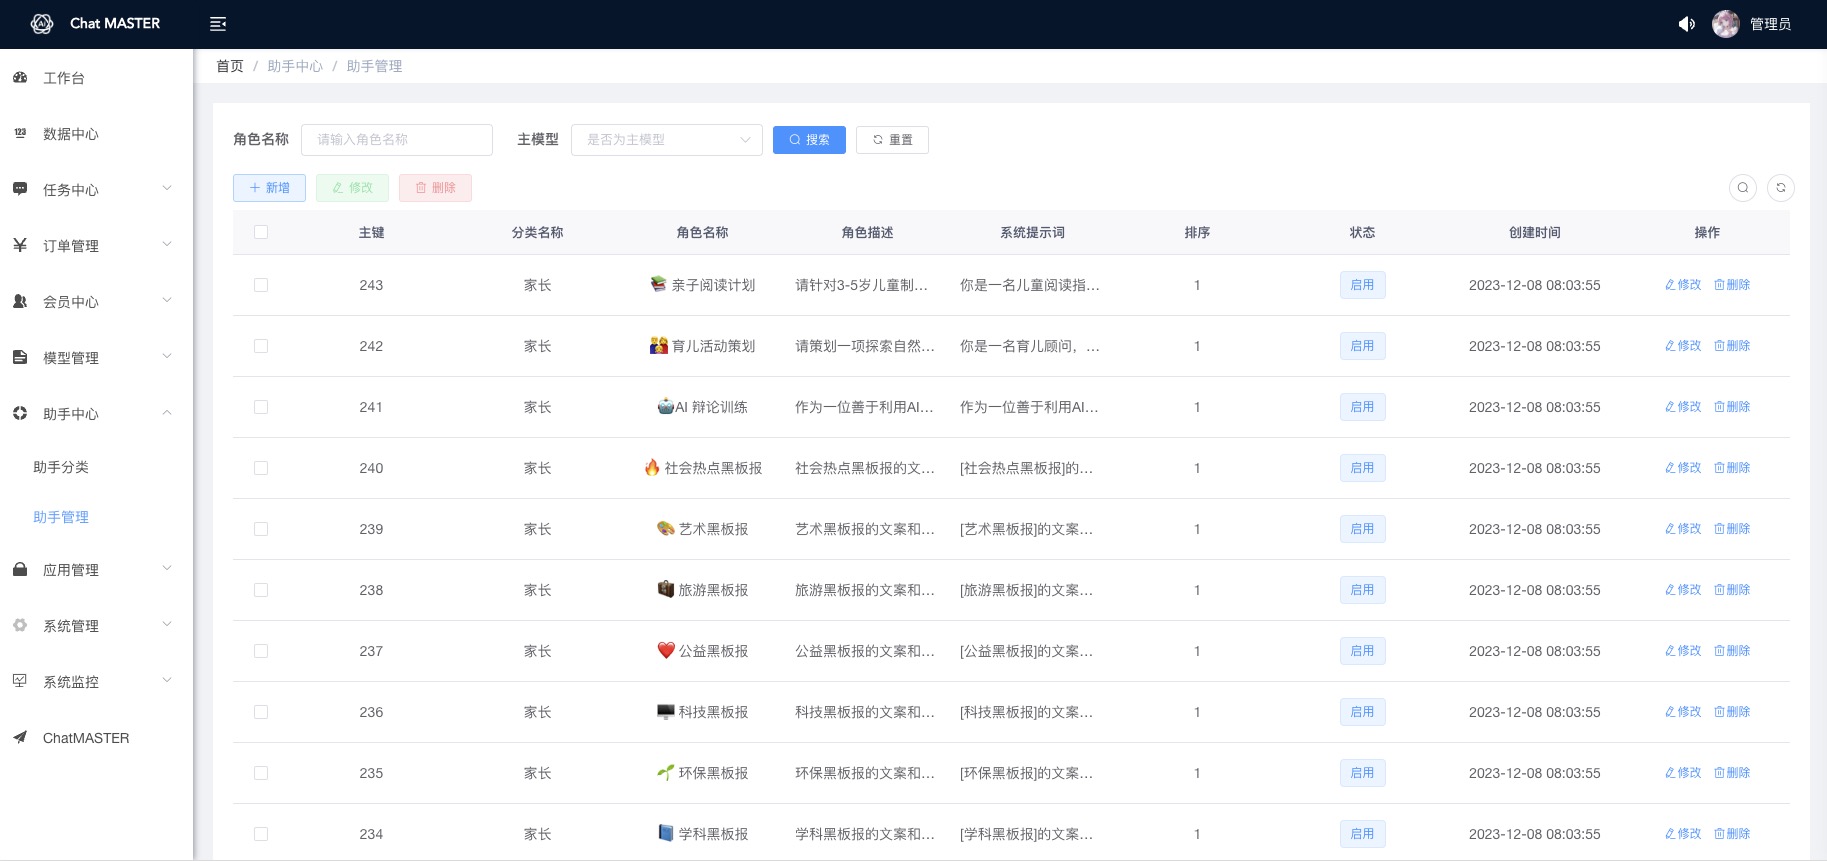 Chat MASTER
管理员
首页 / 助手中心 / 助手管理
工作台
数据中心
任务中心
订单管理
会员中心
模型管理
助手中心
助手分类
助手管理
应用管理
系统管理
系统监控
ChatMASTER
角色名称 请输入角色名称 主模型 是否为主模型 搜索 重置
新增 修改 删除
主键 分类名称 角色名称 角色描述 系统提示词 排序 状态 创建时间 操作
243 家长 📚 亲子阅读计划 请针对3-5岁儿童制... 你是一名儿童阅读指... 1 启用 2023-12-08 08:03:55 修改 删除
242 家长 👪 育儿活动策划 请策划一项探索自然... 你是一名育儿顾问，... 1 启用 2023-12-08 08:03:55 修改 删除
241 家长 🤖AI 辩论训练 作为一位善于利用AI... 作为一位善于利用AI... 1 启用 2023-12-08 08:03:55 修改 删除
240 家长 🔥 社会热点黑板报 社会热点黑板报的文... [社会热点黑板报]的... 1 启用 2023-12-08 08:03:55 修改 删除
239 家长 🎨 艺术黑板报 艺术黑板报的文案和... [艺术黑板报]的文案... 1 启用 2023-12-08 08:03:55 修改 删除
238 家长 🧳 旅游黑板报 旅游黑板报的文案和... [旅游黑板报]的文案... 1 启用 2023-12-08 08:03:55 修改 删除
237 家长 ❤️ 公益黑板报 公益黑板报的文案和... [公益黑板报]的文案... 1 启用 2023-12-08 08:03:55 修改 删除
236 家长 🖥️ 科技黑板报 科技黑板报的文案和... [科技黑板报]的文案... 1 启用 2023-12-08 08:03:55 修改 删除
235 家长 🌱 环保黑板报 环保黑板报的文案和... [环保黑板报]的文案... 1 启用 2023-12-08 08:03:55 修改 删除
234 家长 📘 学科黑板报 学科黑板报的文案和... [学科黑板报]的文案... 1 启用 2023-12-08 08:03:55 修改 删除